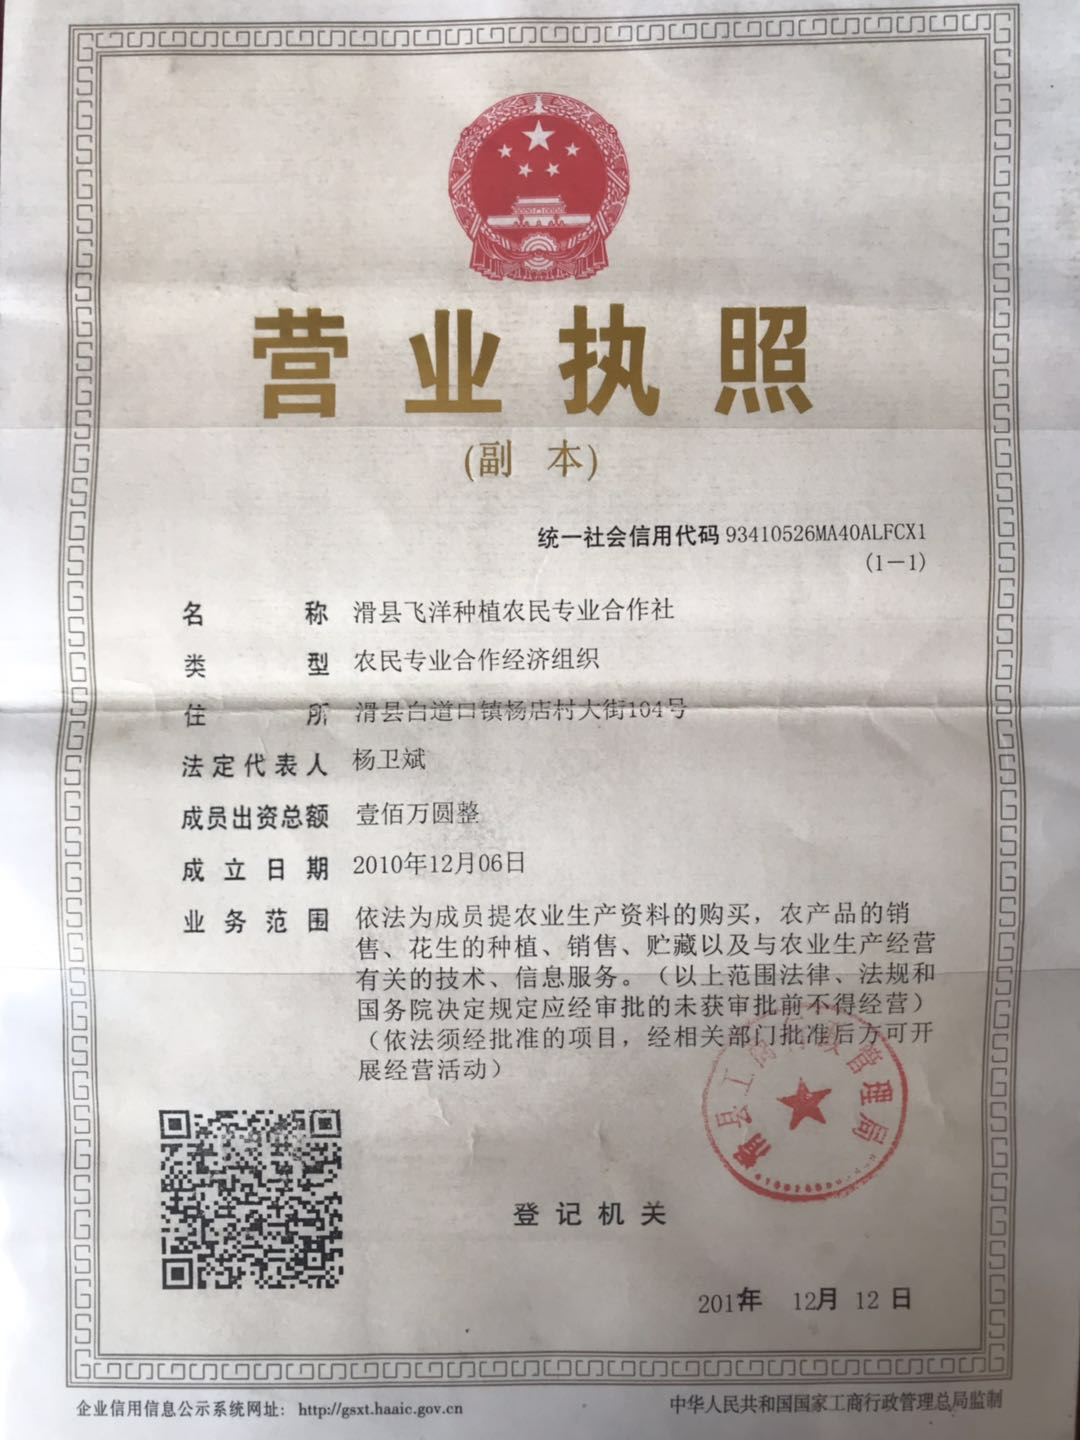 营业执照
(副 本)
统一社会信用代码 93410526MA40ALFCX1
(1-1)
名称 滑县飞洋种植农民专业合作社
类型 农民专业合作经济组织
住所 滑县白道口镇杨店村大街104号
法定代表人 杨卫斌
成员出资总额 壹佰万圆整
成立日期 2010年12月06日
业务范围 依法为成员提农业生产资料的购买，农产品的销
售、花生的种植、销售、贮藏以及与农业生产经营
有关的技术、信息服务。（以上范围法律、法规和
国务院决定规定应经审批的未获审批前不得经营）
（依法须经批准的项目，经相关部门批准后方可开
展经营活动）
滑县工商行政管理局
登记机关
年 12月 12日
企业信用信息公示系统网址：http://gsxt.haaic.gov.cn
中华人民共和国国家工商行政管理总局监制